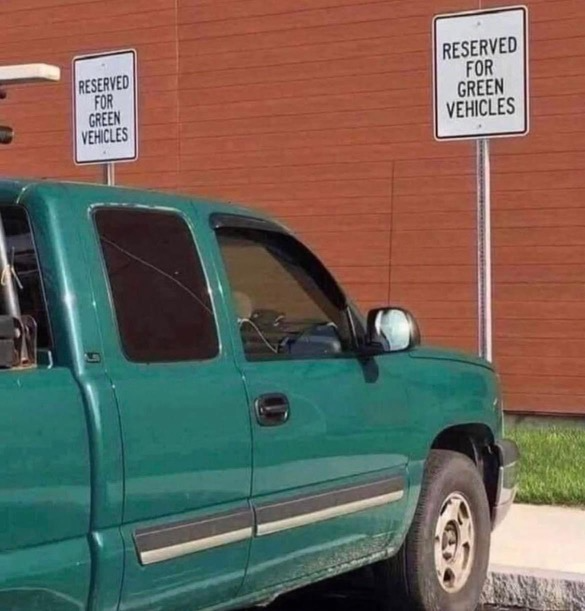 RESERVED
FOR
GREEN
VEHICLES
RESERVED
FOR
GREEN
VEHICLES